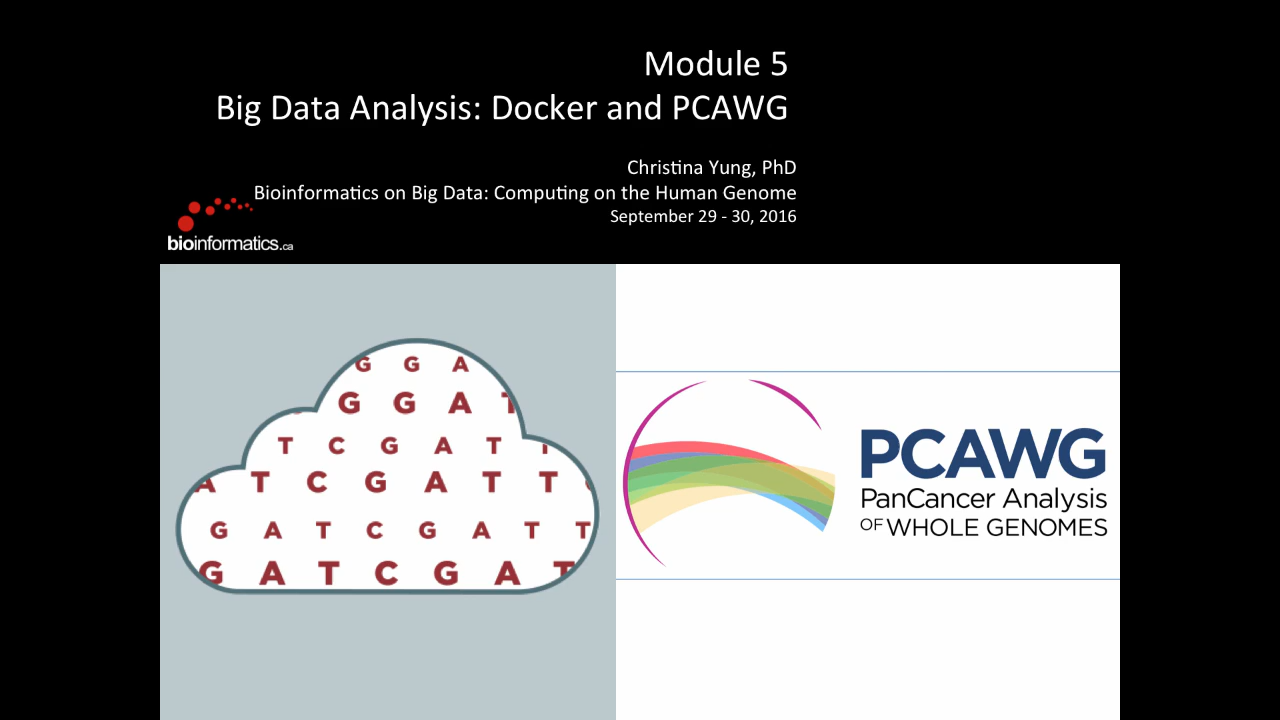 Module 5
Big Data Analysis: Docker and PCAWG
Christina Yung, PhD
Bioinformatics on Big Data: Computing on the Human Genome
September 29 - 30, 2016
bioinformatics.ca
G G A
G G A T
T C G A T T
A T C G A T T G
G A T C G A T T
G A T C G A T
PCAWG
PanCancer Analysis
OF WHOLE GENOMES